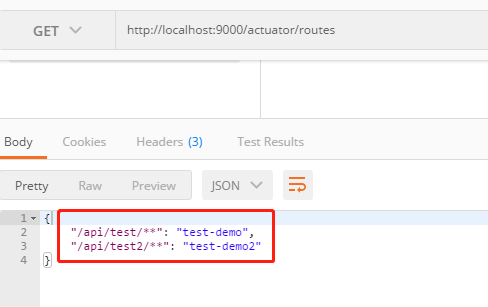 GET http://localhost:9000/actuator/routes
Body Cookies Headers (3) Test Results
Pretty Raw Preview JSON
1 {
2 "/api/test/**": "test-demo",
3 "/api/test2/**": "test-demo2"
4 }